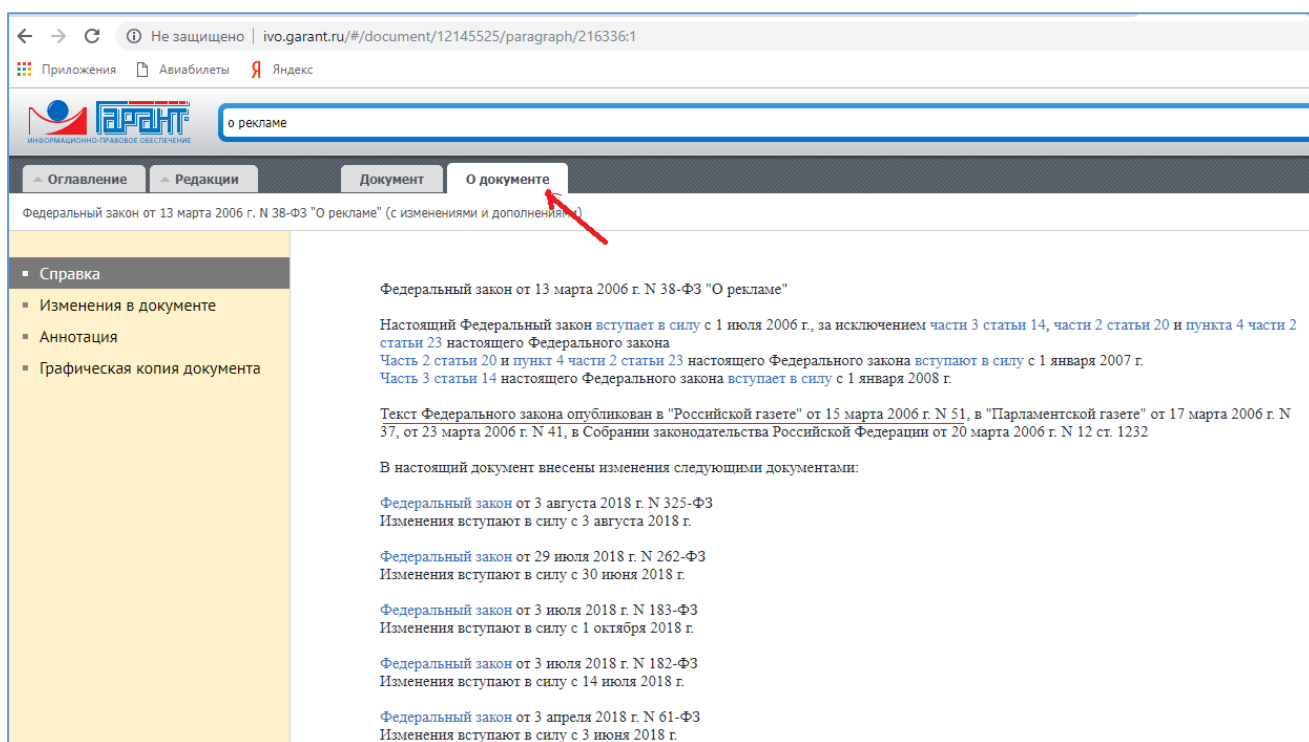 Не защищено | ivo.garant.ru/#/document/12145525/paragraph/216336:1
Приложения Авиабилеты Я Яндекс
ГАРАНТ
ИНФОРМАЦИОННО-ПРАВОВОЕ ОБЕСПЕЧЕНИЕ
о рекламе
Оглавление Редакции Документ О документе
Федеральный закон от 13 марта 2006 г. N 38-ФЗ "О рекламе" (с изменениями и дополнениями)
Справка
Изменения в документе
Аннотация
Графическая копия документа
Федеральный закон от 13 марта 2006 г. N 38-ФЗ "О рекламе"
Настоящий Федеральный закон вступает в силу с 1 июля 2006 г., за исключением части 3 статьи 14, части 2 статьи 20 и пункта 4 части 2
статьи 23 настоящего Федерального закона
Часть 2 статьи 20 и пункт 4 части 2 статьи 23 настоящего Федерального закона вступают в силу с 1 января 2007 г.
Часть 3 статьи 14 настоящего Федерального закона вступает в силу с 1 января 2008 г.
Текст Федерального закона опубликован в "Российской газете" от 15 марта 2006 г. N 51, в "Парламентской газете" от 17 марта 2006 г. N
37, от 23 марта 2006 г. N 41, в Собрании законодательства Российской Федерации от 20 марта 2006 г. N 12 ст. 1232
В настоящий документ внесены изменения следующими документами:
Федеральный закон от 3 августа 2018 г. N 325-ФЗ
Изменения вступают в силу с 3 августа 2018 г.
Федеральный закон от 29 июля 2018 г. N 262-ФЗ
Изменения вступают в силу с 30 июня 2018 г.
Федеральный закон от 3 июля 2018 г. N 183-ФЗ
Изменения вступают в силу с 1 октября 2018 г.
Федеральный закон от 3 июля 2018 г. N 182-ФЗ
Изменения вступают в силу с 14 июля 2018 г.
Федеральный закон от 3 апреля 2018 г. N 61-ФЗ
Изменения вступают в силу с 3 июня 2018 г.